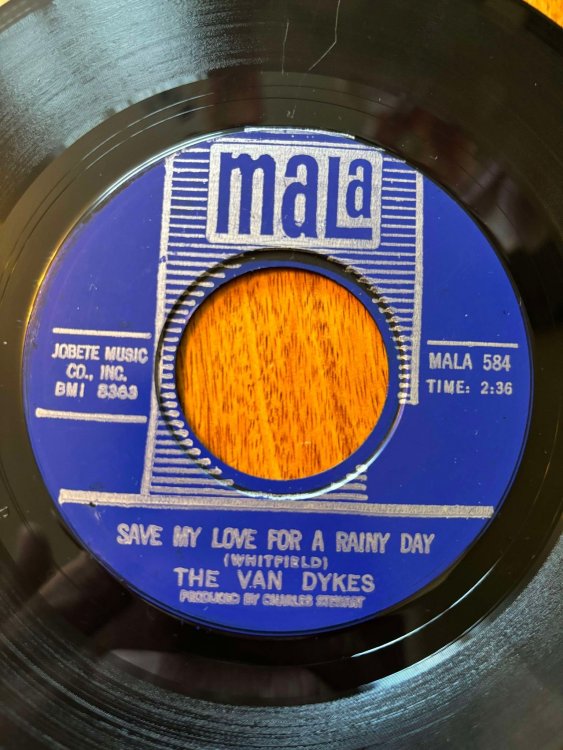 mala
JOBETE MUSIC
CO., INC.
BMI 8363
MALA 584
TIME: 2:36
SAVE MY LOVE FOR A RAINY DAY
(WHITFIELD)
THE VAN DYKES
PRODUCED BY CHARLES STEWART